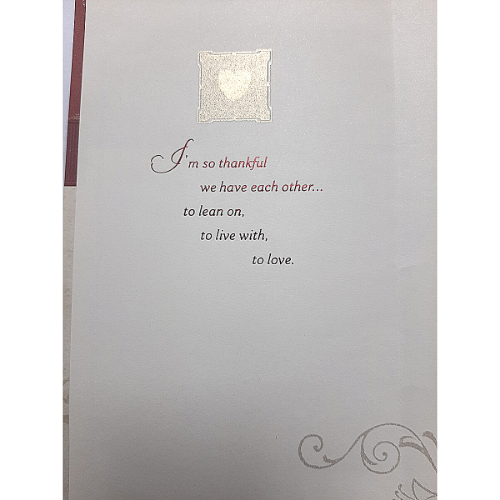 I'm so thankful
we have each other...
to lean on,
to live with,
to love.